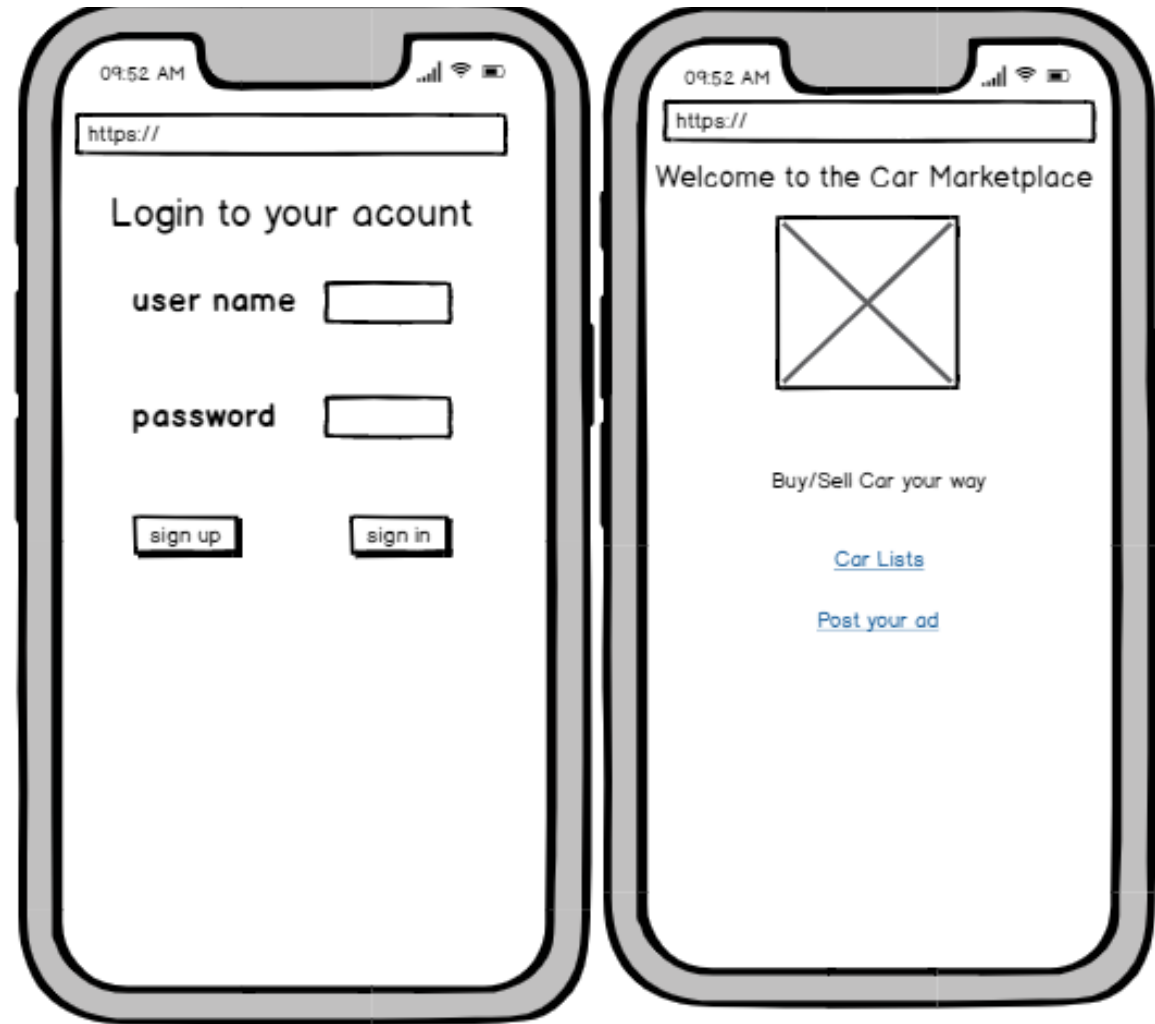 09:52 AM
https://
Login to your acount
user name
password
sign up
sign in
09:52 AM
https://
Welcome to the Car Marketplace
Buy/Sell Car your way
Car Lists
Post your ad